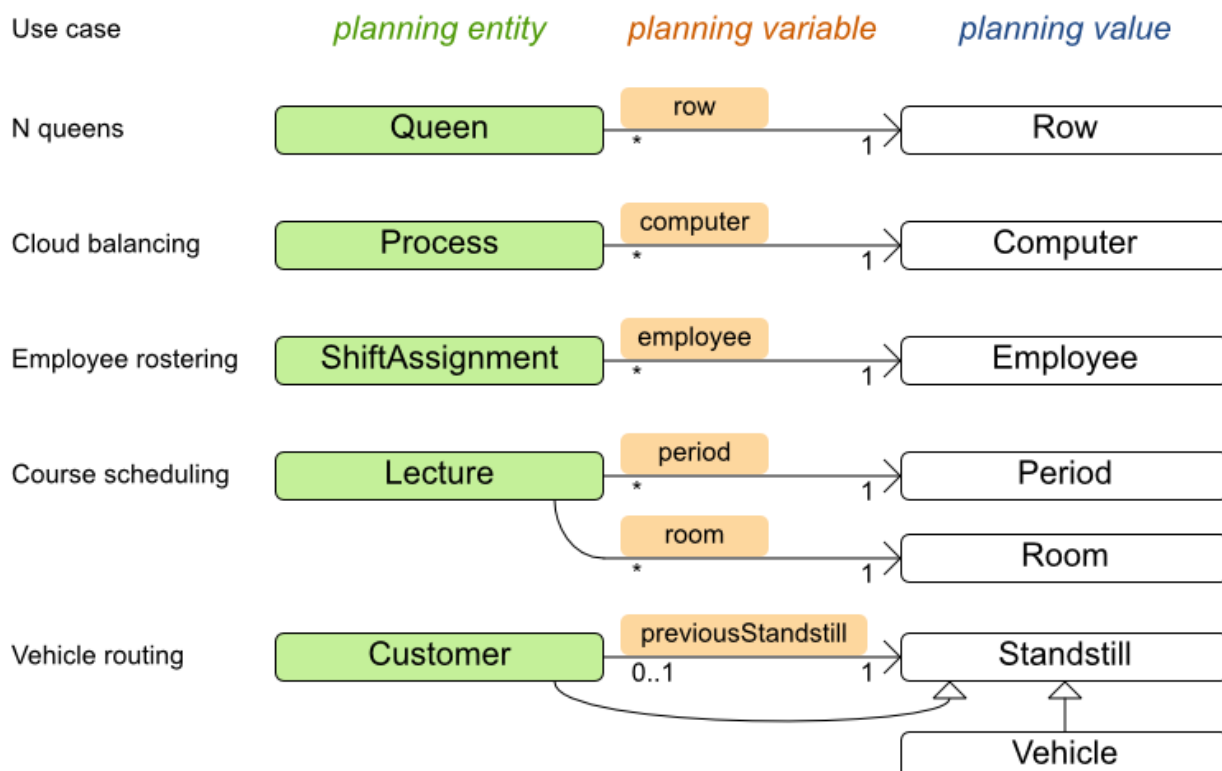 Use case planning entity planning variable planning value
N queens Queen row * 1 Row
Cloud balancing Process computer * 1 Computer
Employee rostering ShiftAssignment employee * 1 Employee
Course scheduling Lecture period * 1 Period
room * 1 Room
Vehicle routing Customer previousStandstill 0..1 1 Standstill
Vehicle